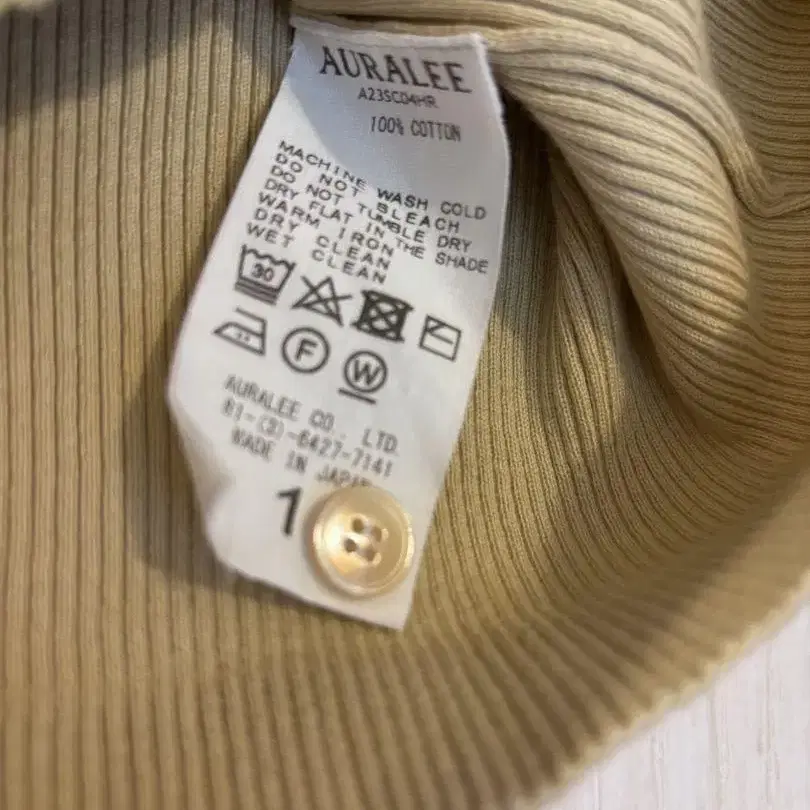 AURALEE
A23SC04HR
100% COTTON
MACHINE WASH COLD
DO NOT BLEACH
DO NOT TUMBLE DRY
DRY FLAT IN THE SHADE
WARM IRON
DRY CLEAN
WET CLEAN
30
F
W
AURALEE CO., LTD.
81-(3)-6427-7141
MADE IN JAPAN
1